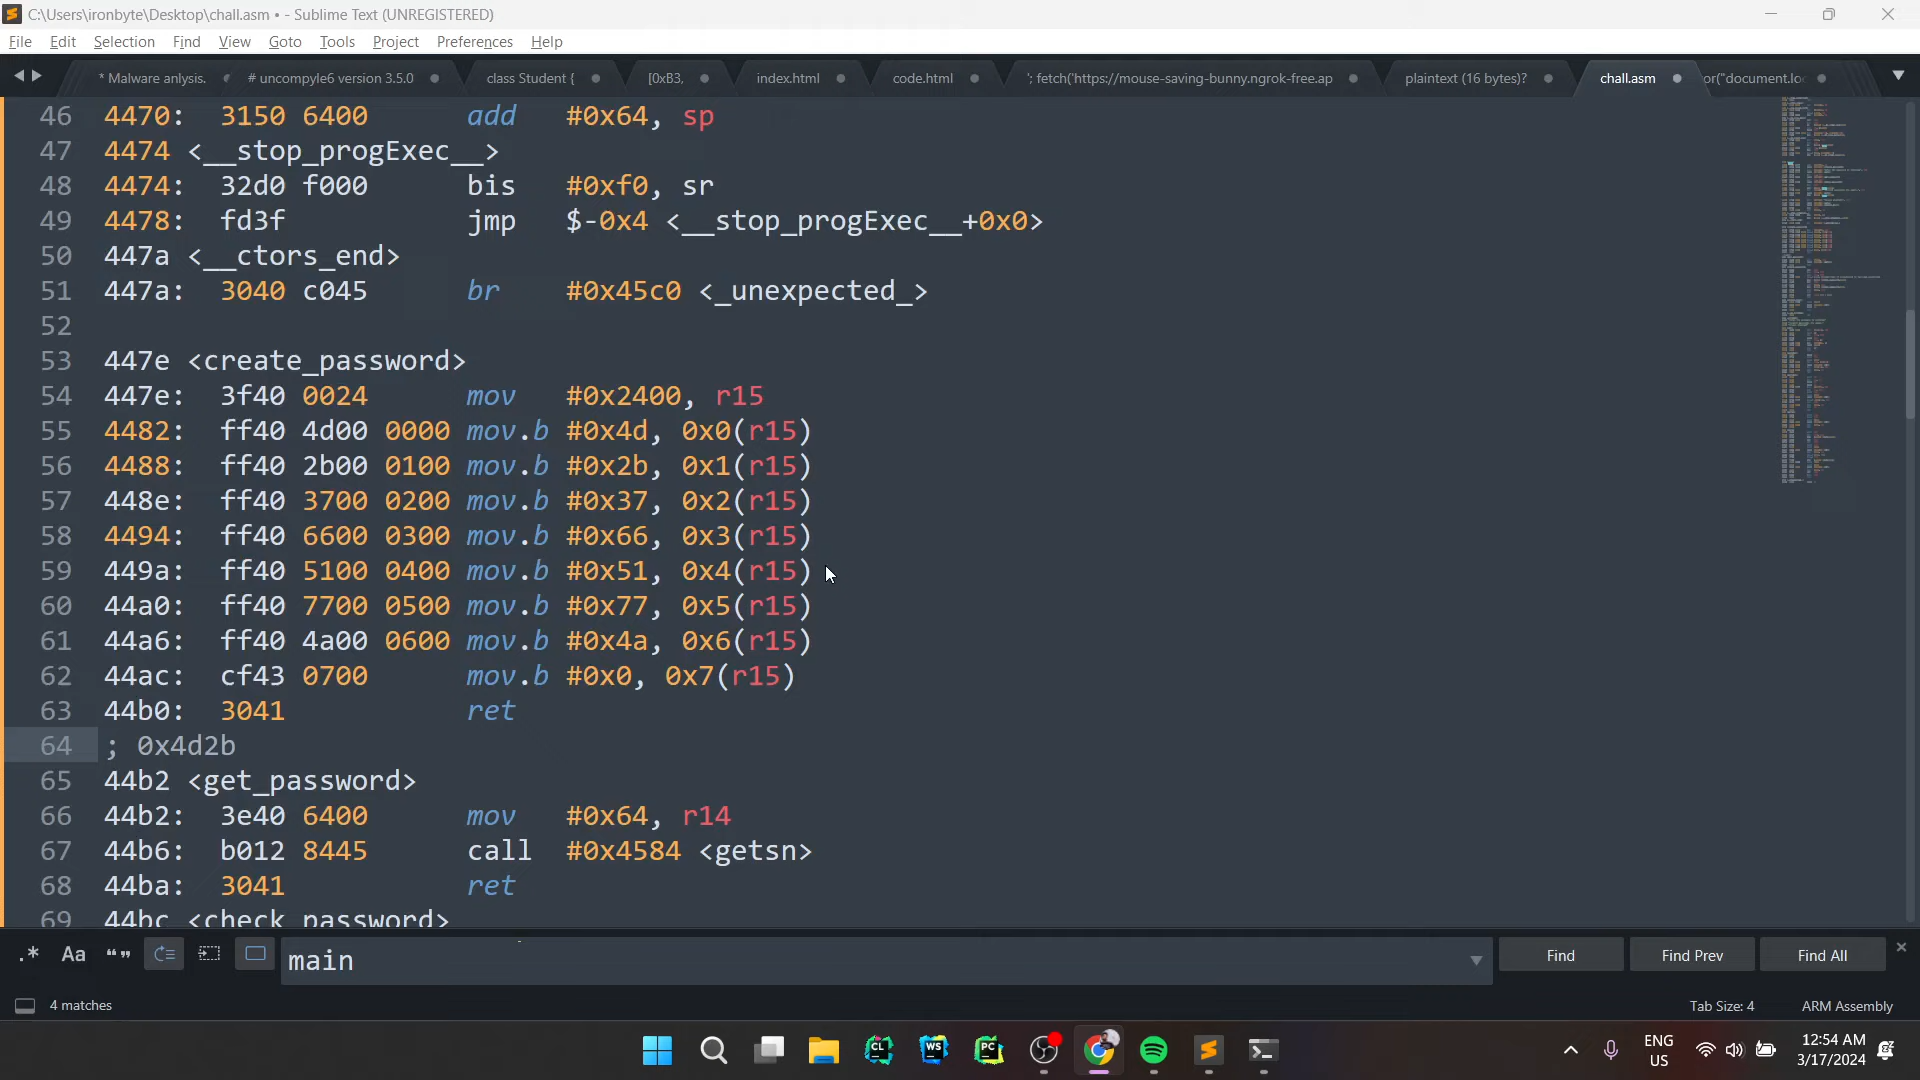 C:\Users\ironbyte\Desktop\chall.asm • - Sublime Text (UNREGISTERED)
File Edit Selection Find View Goto Tools Project Preferences Help
* Malware anlysis. # uncompyle6 version 3.5.0 class Student { [0xB3, index.html code.html '; fetch('https://mouse-saving-bunny.ngrok-free.ap plaintext (16 bytes)? chall.asm or("document.loc
46 4470: 3150 6400 add #0x64, sp
47 4474 <__stop_progExec__>
48 4474: 32d0 f000 bis #0xf0, sr
49 4478: fd3f jmp $-0x4 <__stop_progExec__+0x0>
50 447a <__ctors_end>
51 447a: 3040 c045 br #0x45c0 <_unexpected_>
52
53 447e <create_password>
54 447e: 3f40 0024 mov #0x2400, r15
55 4482: ff40 4d00 0000 mov.b #0x4d, 0x0(r15)
56 4488: ff40 2b00 0100 mov.b #0x2b, 0x1(r15)
57 448e: ff40 3700 0200 mov.b #0x37, 0x2(r15)
58 4494: ff40 6600 0300 mov.b #0x66, 0x3(r15)
59 449a: ff40 5100 0400 mov.b #0x51, 0x4(r15)
60 44a0: ff40 7700 0500 mov.b #0x77, 0x5(r15)
61 44a6: ff40 4a00 0600 mov.b #0x4a, 0x6(r15)
62 44ac: cf43 0700 mov.b #0x0, 0x7(r15)
63 44b0: 3041 ret
64 ; 0x4d2b
65 44b2 <get_password>
66 44b2: 3e40 6400 mov #0x64, r14
67 44b6: b012 8445 call #0x4584 <getsn>
68 44ba: 3041 ret
69 44bc <check_password>
.* Aa “” main Find Find Prev Find All
4 matches Tab Size: 4 ARM Assembly
CL WS PC ENG US 12:54 AM 3/17/2024